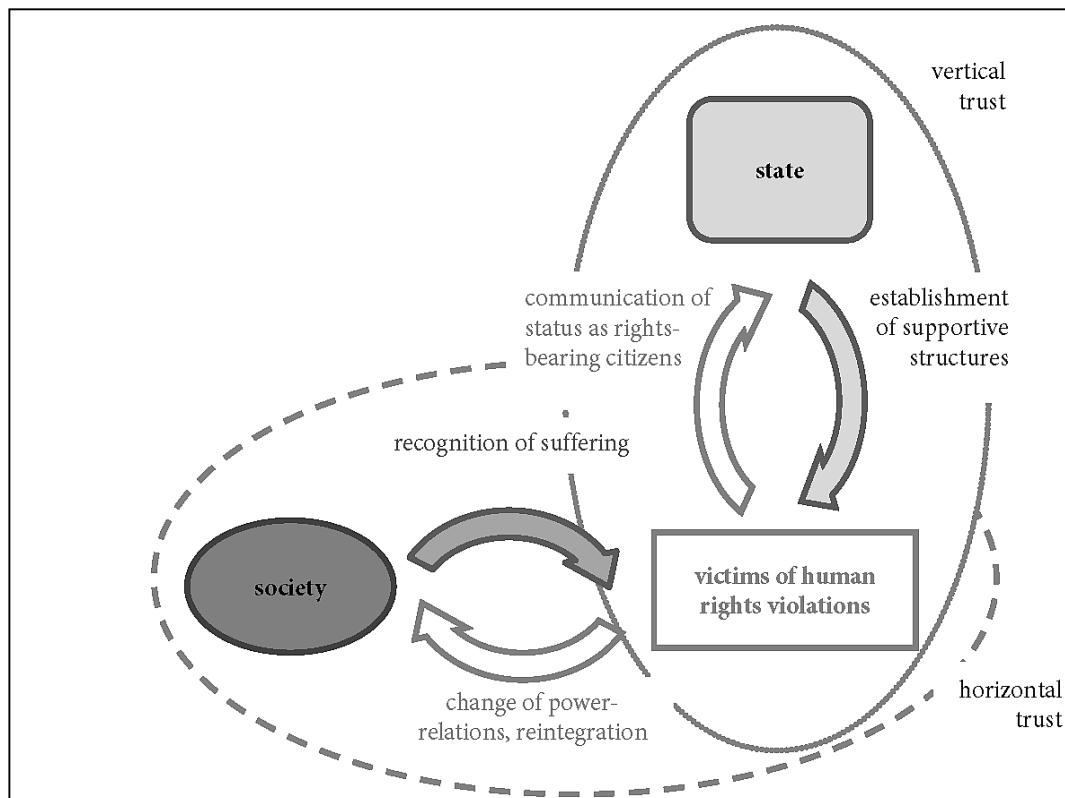 vertical
trust
state
communication of
status as rights-
bearing citizens
establishment
of supportive
structures
recognition of suffering
society
victims of human
rights violations
change of power-
relations, reintegration
horizontal
trust